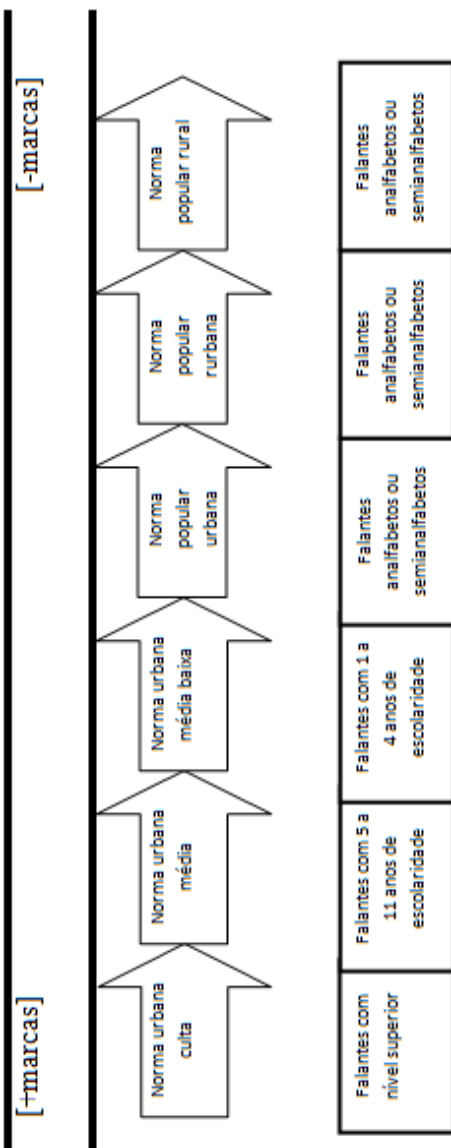 [+marcas]
[-marcas]
Norma urbana
culta
Norma urbana
média
Norma urbana
média baixa
Norma
popular
urbana
Norma
popular
rurbana
Norma
popular rural
Falantes com
nível superior
Falantes com 5 a
11 anos de
escolaridade
Falantes com 1 a
4 anos de
escolaridade
Falantes
analfabetos ou
semianalfabetos
Falantes
analfabetos ou
semianalfabetos
Falantes
analfabetos ou
semianalfabetos